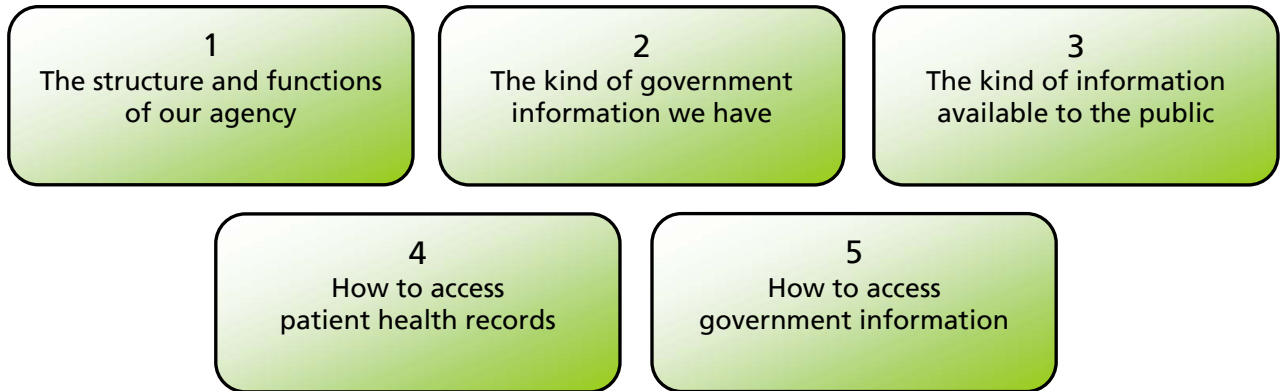 1
The structure and functions
of our agency
2
The kind of government
information we have
3
The kind of information
available to the public
4
How to access
patient health records
5
How to access
government information